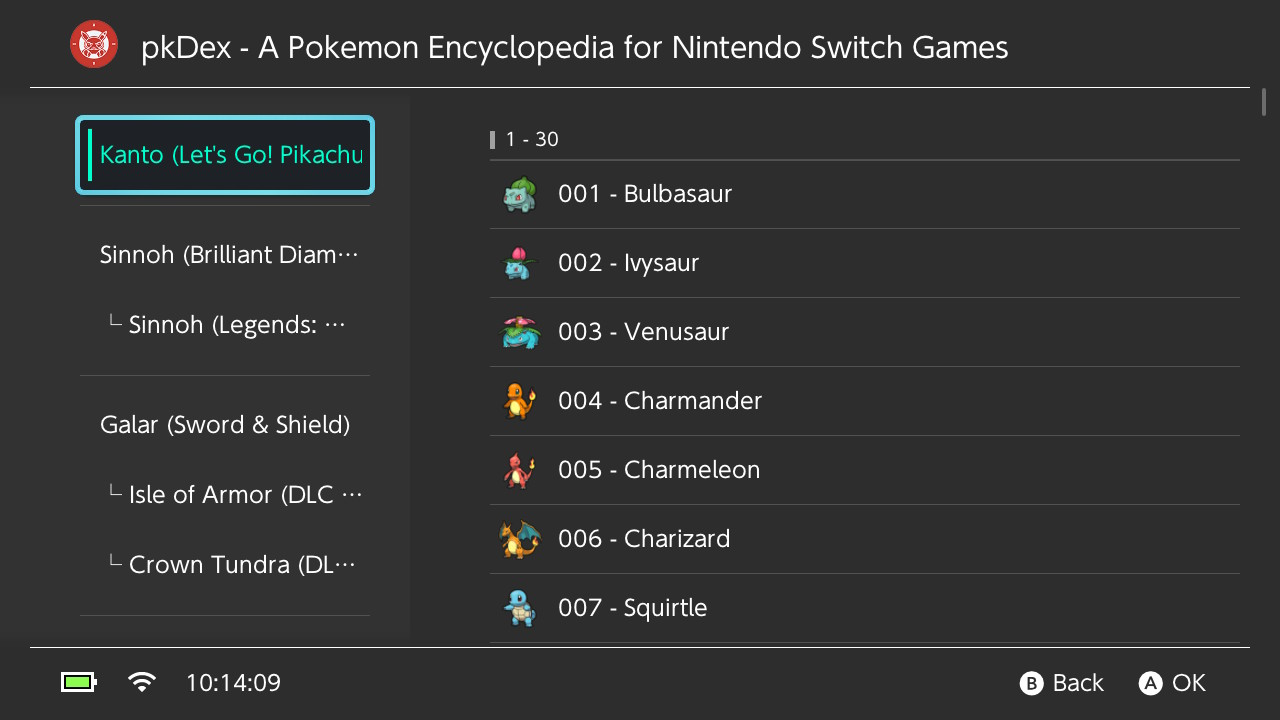 pkDex - A Pokemon Encyclopedia for Nintendo Switch Games
Kanto (Let's Go! Pikachu
Sinnoh (Brilliant Diam···
Sinnoh (Legends: ···
Galar (Sword & Shield)
Isle of Armor (DLC ···
Crown Tundra (DL···
1 - 30
001 - Bulbasaur
002 - Ivysaur
003 - Venusaur
004 - Charmander
005 - Charmeleon
006 - Charizard
007 - Squirtle
10:14:09
B Back A OK